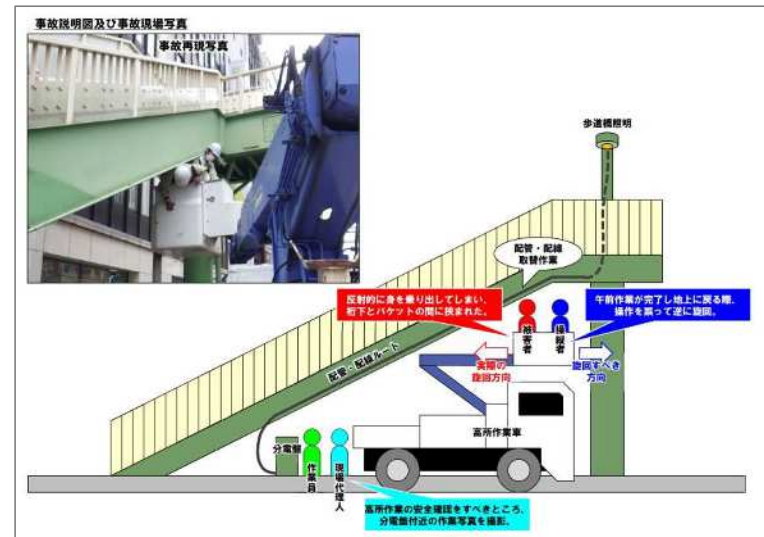 事故説明図及び事故現場写真
事故再現写真
歩道橋照明
配管・配線
取替作業
反射的に身を乗り出してしまい、
桁下とバケットの間に挟まれた。
午前作業が完了し地上に戻る際、
操作を誤って逆に旋回。
被害者
操縦者
実際の
旋回方向
旋回すべき
方向
配管・配線ルート
高所作業車
分電盤
作業員
現場代理人
高所作業の安全確認をすべきところ、
分電盤付近の作業写真を撮影。